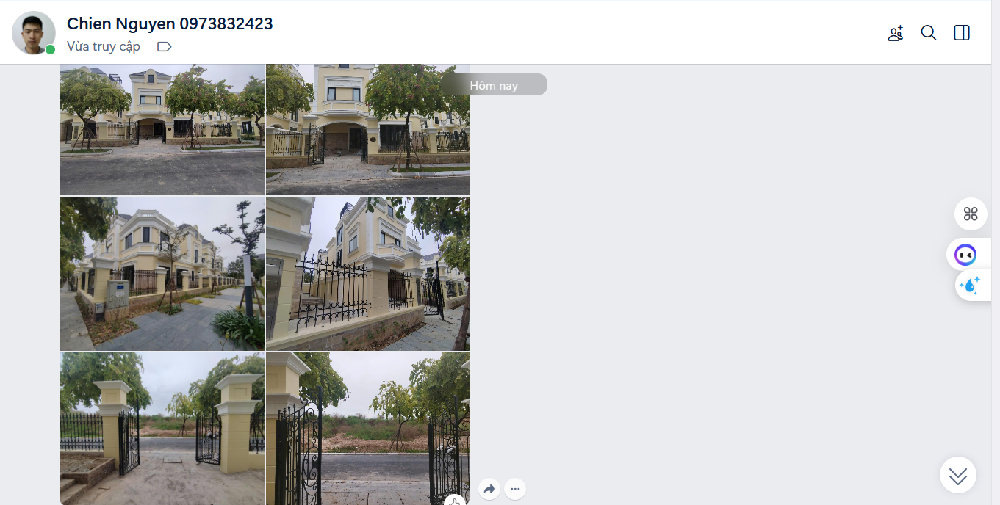 Chien Nguyen 0973832423
Vừa truy cập
Hôm nay